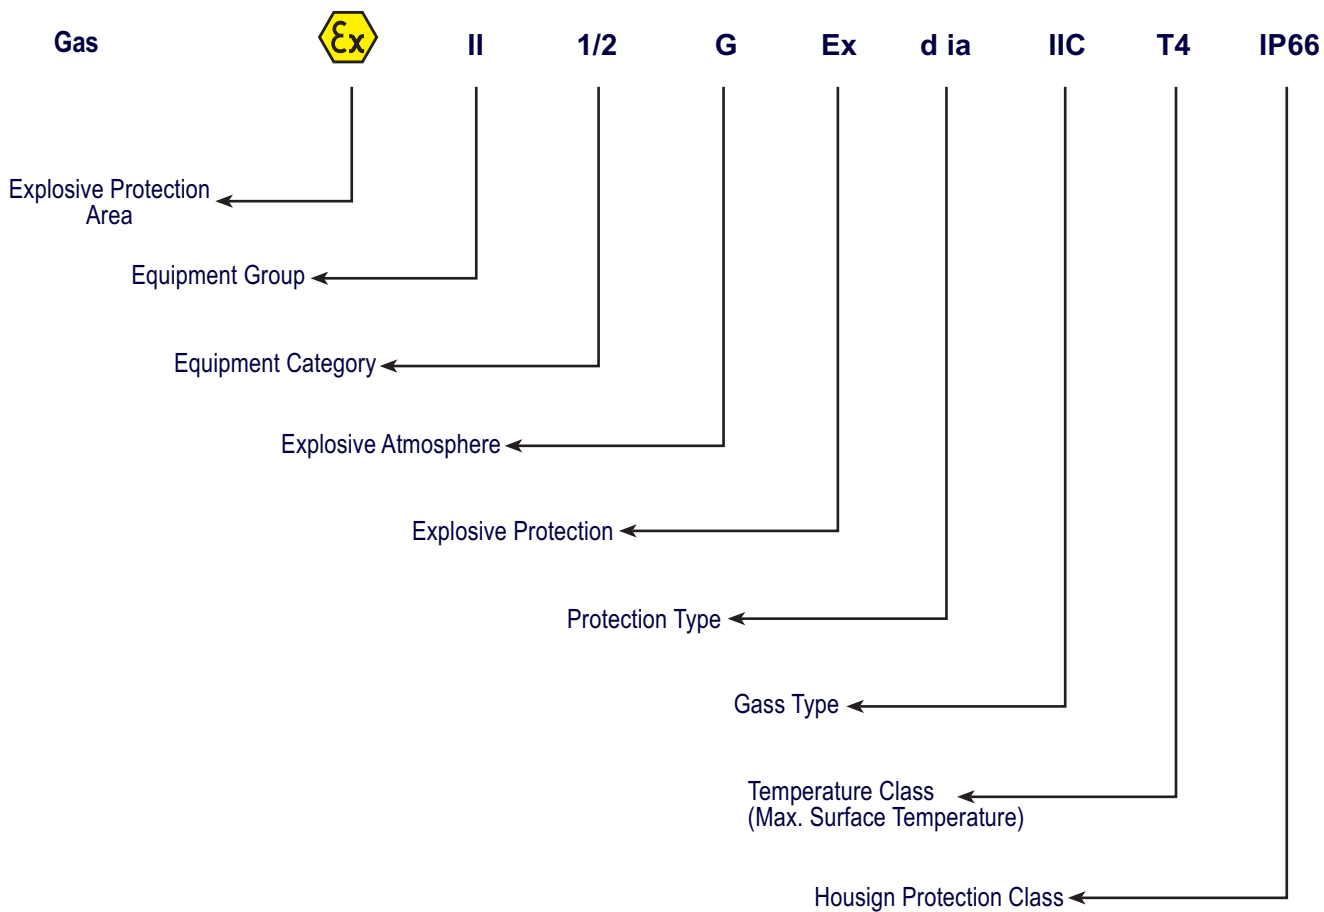 Gas Ex II 1/2 G Ex d ia IIC T4 IP66
Explosive Protection
Area
Equipment Group
Equipment Category
Explosive Atmosphere
Explosive Protection
Protection Type
Gass Type
Temperature Class
(Max. Surface Temperature)
Housign Protection Class